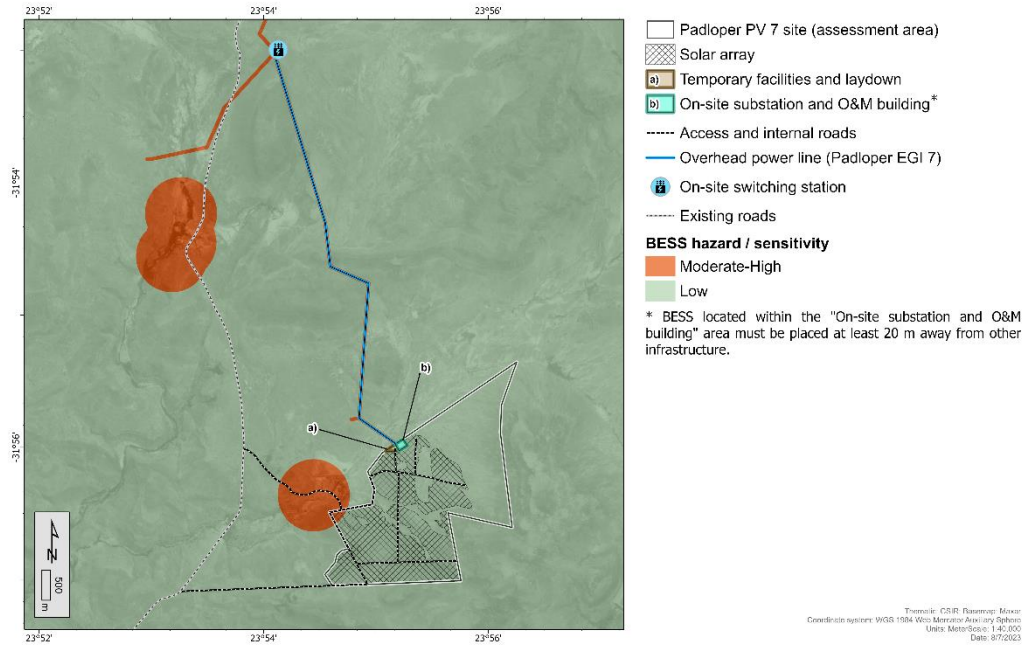 23°52'
23°54'
23°56'
-31°54'
-31°56'
a)
b)
N
500
m
23°52'
23°54'
23°56'
Padloper PV 7 site (assessment area)
Solar array
a) Temporary facilities and laydown
b) On-site substation and O&M building*
Access and internal roads
Overhead power line (Padloper EGI 7)
On-site switching station
Existing roads
BESS hazard / sensitivity
Moderate-High
Low
* BESS located within the "On-site substation and O&M
building" area must be placed at least 20 m away from other
infrastructure.
Thematic: CSIR; Basemap: Maxar
Coordinate system: WGS 1984 Web Mercator Auxiliary Sphere
Units: Meter
Scale: 1:40,000
Date: 8/7/2023